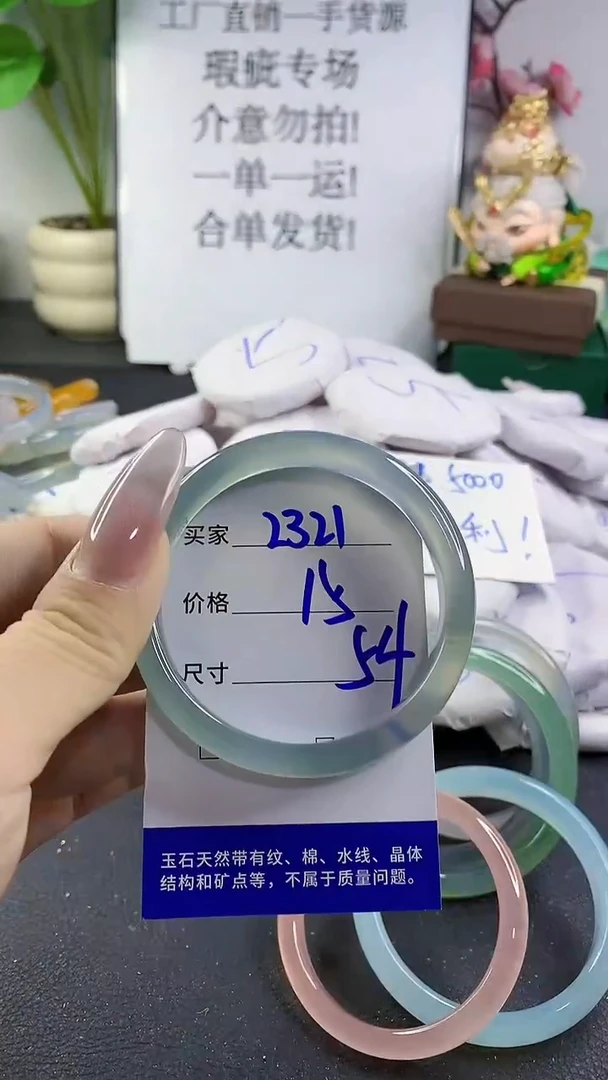 工厂直销一手货源
瑕疵专场
介意勿拍!
一单一运!
合单发货!
5000
利!
买家 2321
价格 15
尺寸 54
玉石天然带有纹、棉、水线、晶体
结构和矿点等，不属于质量问题。